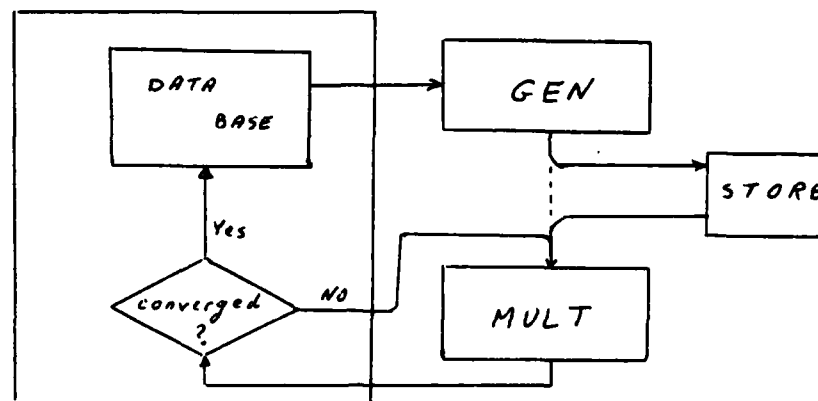 DATA
BASE
GEN
STORE
Yes
converged
?
NO
MULT